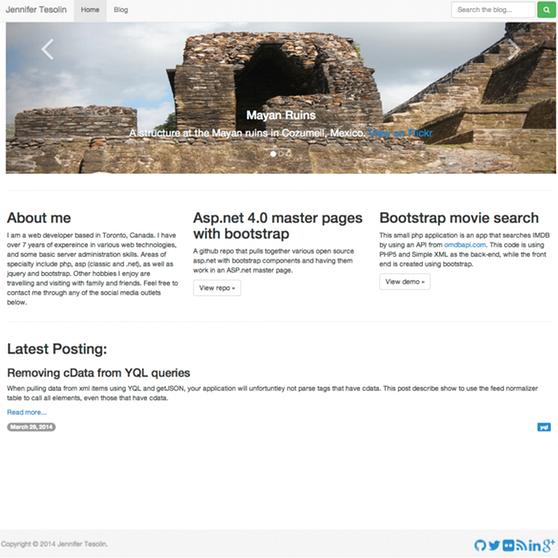 Jennifer Tesolin Home Blog Search the blog...
Mayan Ruins
A structure at the Mayan ruins in Cozumell, Mexico. View on Flickr
About me
I am a web developer based in Toronto, Canada. I have
over 7 years of expereince in various web technologies,
and some basic server administration skills. Areas of
specialty include php, asp (classic and .net), as well as
jquery and bootstrap. Other hobbies I enjoy are
travelling and visiting with family and friends. Feel free to
contact me through any of the social media outlets
below.
Asp.net 4.0 master pages
with bootstrap
A github repo that pulls together various open source
asp.net with bootstrap components and having them
work in an ASP.net master page.
View repo »
Bootstrap movie search
This small php application is an app that searches IMDB
by using an API from omdbapi.com. This code is using
PHP5 and Simple XML as the back-end, while the front
end is created using bootstrap.
View demo »
Latest Posting:
Removing cData from YQL queries
When pulling data from xml items using YQL and getJSON, your application will unfortuntley not parse tags that have cdata. This post describe show to use the feed normalizer
table to call all elements, even those that have cdata.
Read more...
March 29, 2014 yql
Copyright © 2014 Jennifer Tesolin.